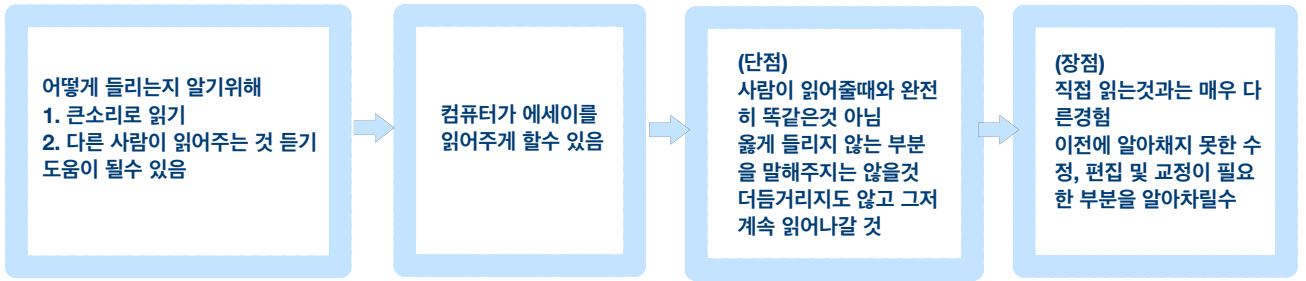 어떻게 들리는지 알기위해
1. 큰소리로 읽기
2. 다른 사람이 읽어주는 것 듣기
도움이 될수 있음
컴퓨터가 에세이를
읽어주게 할수 있음
(단점)
사람이 읽어줄때와 완전
히 똑같은것 아님
옳게 들리지 않는 부분
을 말해주지는 않을것
더듬거리지도 않고 그저
계속 읽어나갈 것
(장점)
직접 읽는것과는 매우 다
른경험
이전에 알아채지 못한 수
정, 편집 및 교정이 필요
한 부분을 알아차릴수